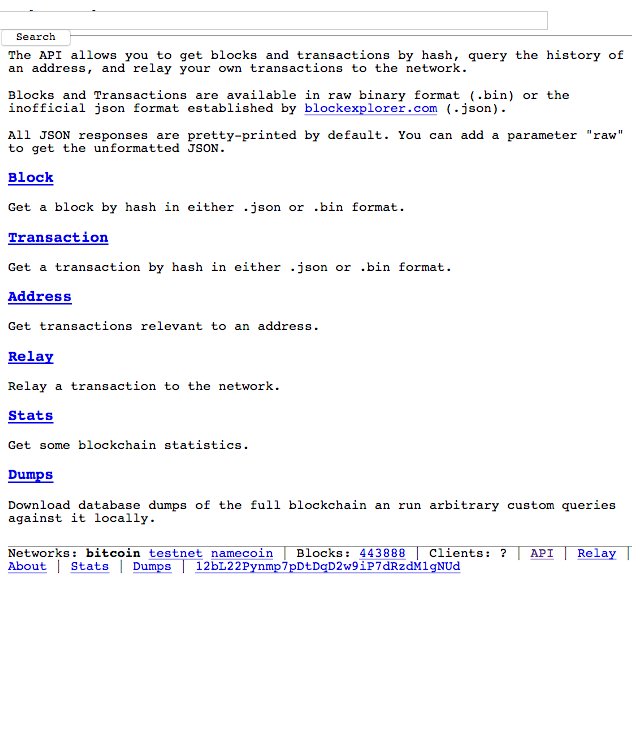 Search
The API allows you to get blocks and transactions by hash, query the history of
an address, and relay your own transactions to the network.
Blocks and Transactions are available in raw binary format (.bin) or the
inofficial json format established by blockexplorer.com (.json).
All JSON responses are pretty-printed by default. You can add a parameter "raw"
to get the unformatted JSON.
Block
Get a block by hash in either .json or .bin format.
Transaction
Get a transaction by hash in either .json or .bin format.
Address
Get transactions relevant to an address.
Relay
Relay a transaction to the network.
Stats
Get some blockchain statistics.
Dumps
Download database dumps of the full blockchain an run arbitrary custom queries
against it locally.
Networks: bitcoin testnet namecoin | Blocks: 443888 | Clients: ? | API | Relay |
About | Stats | Dumps | 12bL22Pynmp7pDtDqD2w9iP7dRzdM1gNUd